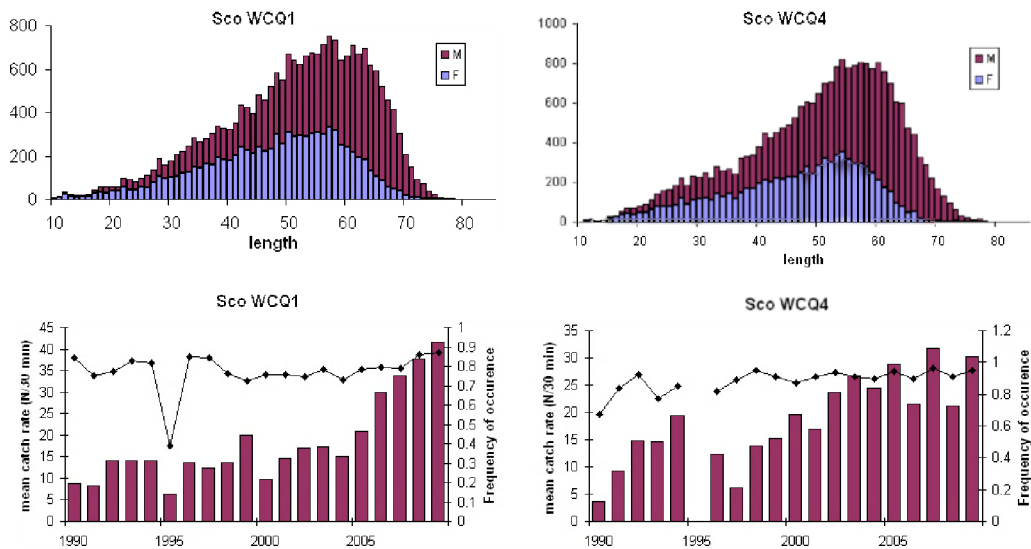 Sco WCQ1
800
600
400
200
0
M
F
10 20 30 40 50 60 70 80
length
Sco WCQ4
1000
800
600
400
200
0
M
F
10 20 30 40 50 60 70 80
length
Sco WCQ1
mean catch rate (N/30 min)
45
40
35
30
25
20
15
10
5
0
1
0.9
0.8
0.7
0.6
0.5
0.4
0.3
0.2
0.1
0
Frequency of occurence
1990 1995 2000 2005
Sco WCQ4
mean catch rate (N/30 min)
35
30
25
20
15
10
5
0
1.2
1
0.8
0.6
0.4
0.2
0
Frequency of occurence
1990 1995 2000 2005